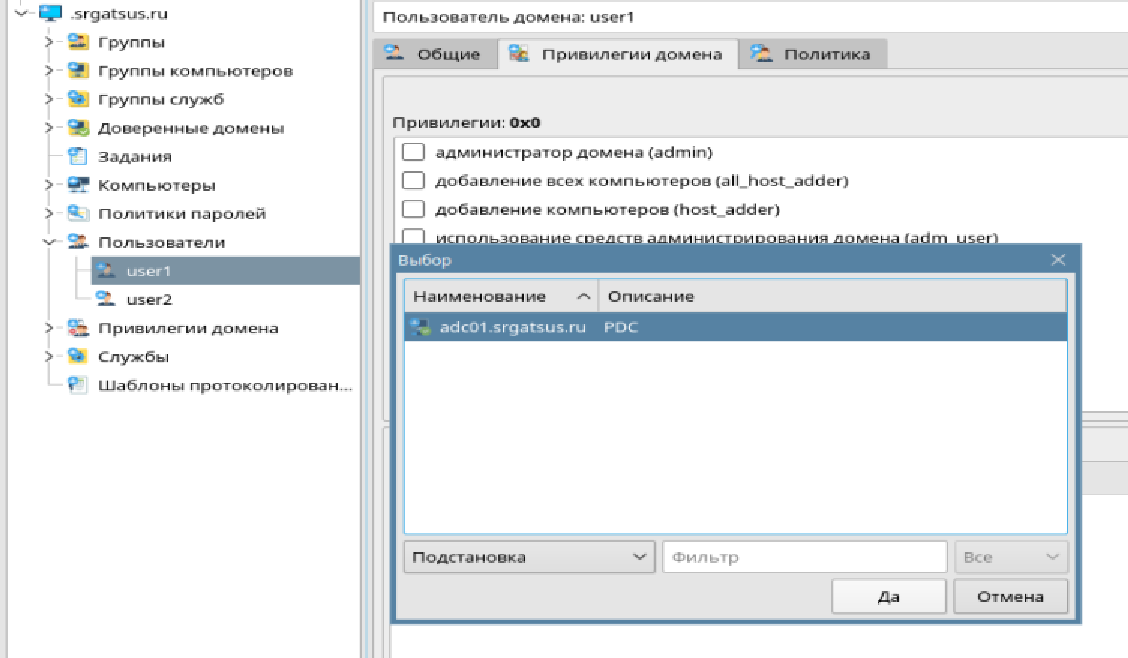 .srgatsus.ru
Группы
Группы компьютеров
Группы служб
Доверенные домены
Задания
Компьютеры
Политики паролей
Пользователи
user1
user2
Привилегии домена
Службы
Шаблоны протоколирован...
Пользователь домена: user1
Общие
Привилегии домена
Политика
Привилегии: 0x0
администратор домена (admin)
добавление всех компьютеров (all_host_adder)
добавление компьютеров (host_adder)
использование средств администрирования домена (adm_user)
Выбор
Наименование Описание
adc01.srgatsus.ru PDC
Подстановка Фильтр Все
Да Отмена